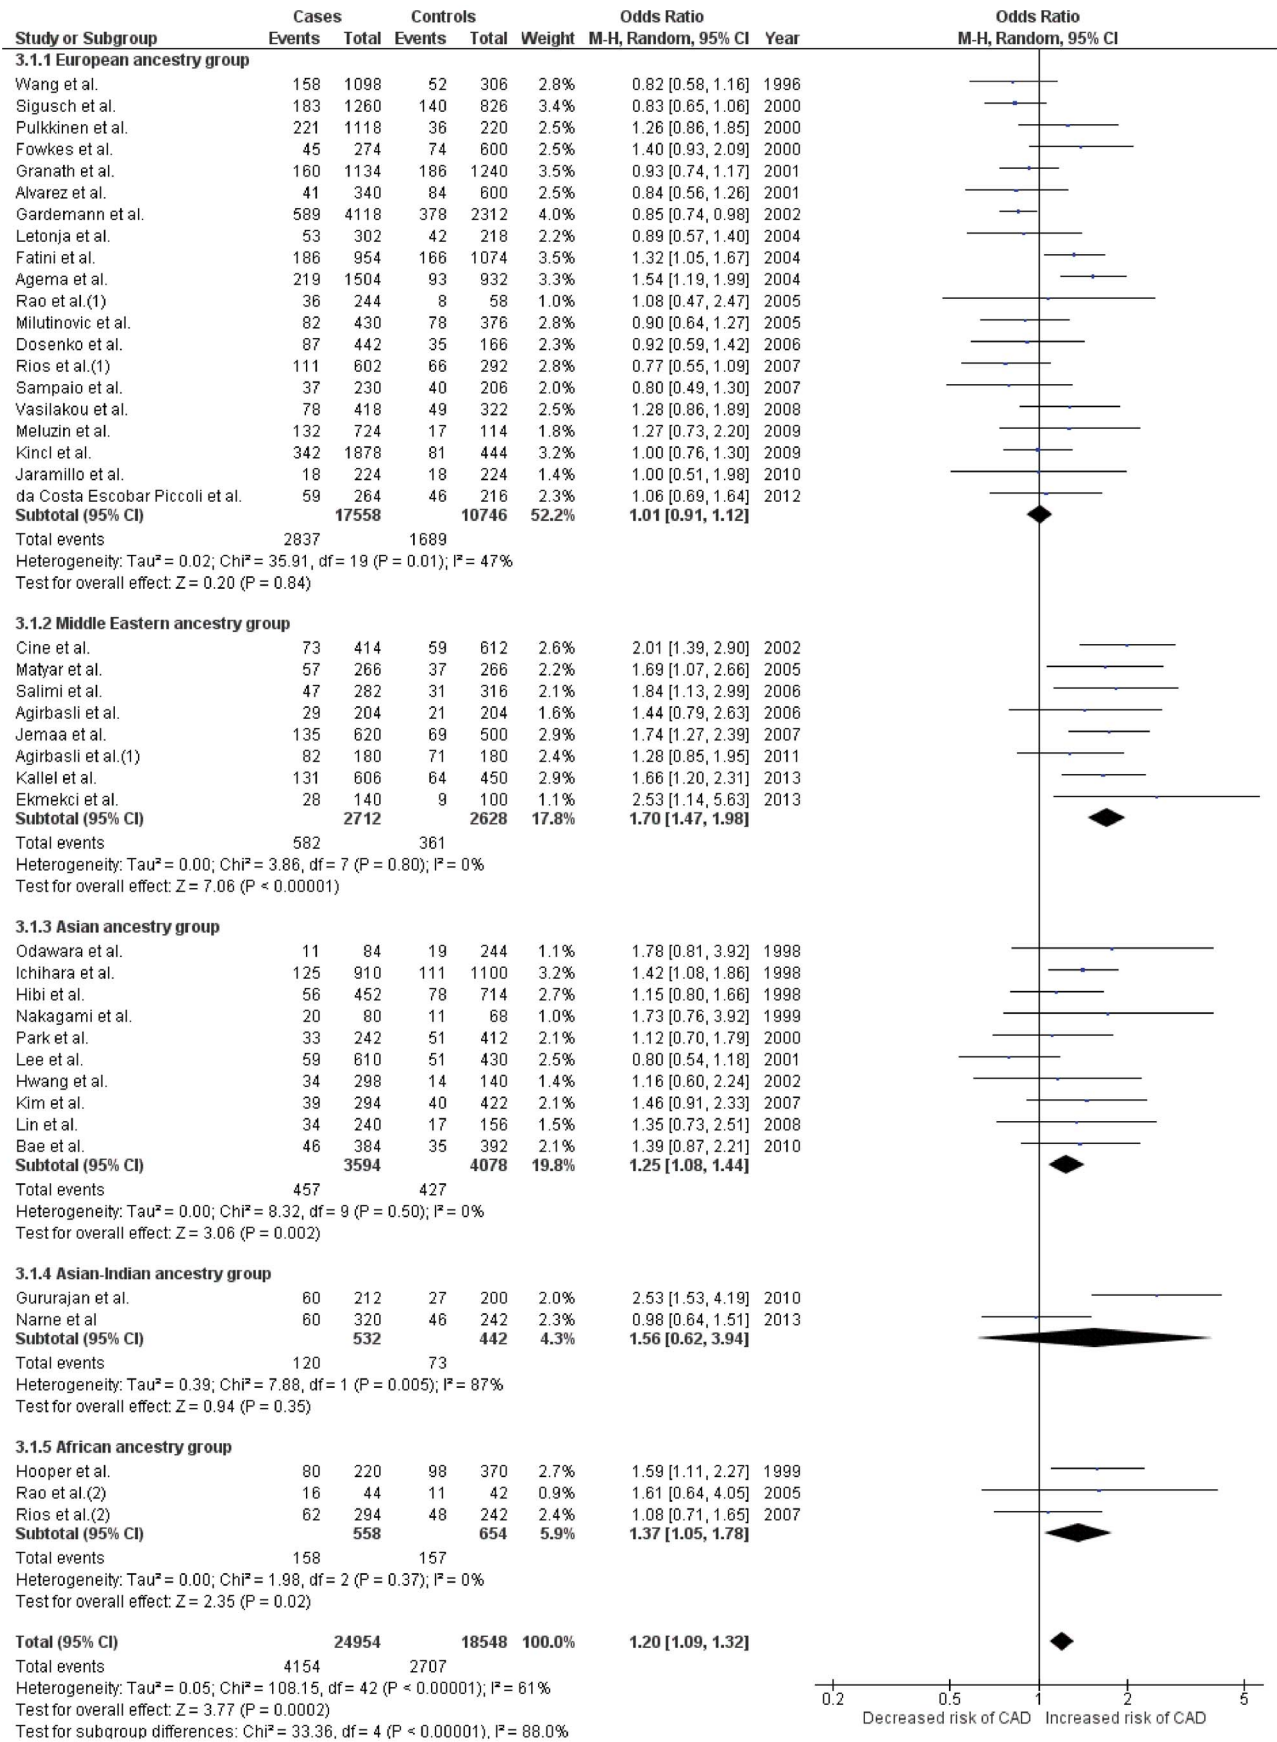 Cases Controls Odds Ratio Odds Ratio
Study or Subgroup Events Total Events Total Weight M-H, Random, 95% CI Year M-H, Random, 95% CI
3.1.1 European ancestry group
Wang et al. 158 1098 52 306 2.8% 0.82 [0.58, 1.16] 1996
Sigusch et al. 183 1260 140 826 3.4% 0.83 [0.65, 1.06] 2000
Pulkkinen et al. 221 1118 36 220 2.5% 1.26 [0.86, 1.85] 2000
Fowkes et al. 45 274 74 600 2.5% 1.40 [0.93, 2.09] 2000
Granath et al. 160 1134 186 1240 3.5% 0.93 [0.74, 1.17] 2001
Alvarez et al. 41 340 84 600 2.5% 0.84 [0.56, 1.26] 2001
Gardemann et al. 589 4118 378 2312 4.0% 0.85 [0.74, 0.98] 2002
Letonja et al. 53 302 42 218 2.2% 0.89 [0.57, 1.40] 2004
Fatini et al. 186 954 166 1074 3.5% 1.32 [1.05, 1.67] 2004
Agema et al. 219 1504 93 932 3.3% 1.54 [1.19, 1.99] 2004
Rao et al.(1) 36 244 8 58 1.0% 1.08 [0.47, 2.47] 2005
Milutinovic et al. 82 430 78 376 2.8% 0.90 [0.64, 1.27] 2005
Dosenko et al. 87 442 35 166 2.3% 0.92 [0.59, 1.42] 2006
Rios et al.(1) 111 602 66 292 2.8% 0.77 [0.55, 1.09] 2007
Sampaio et al. 37 230 40 206 2.0% 0.80 [0.49, 1.30] 2007
Vasilakou et al. 78 418 49 322 2.5% 1.28 [0.86, 1.89] 2008
Meluzin et al. 132 724 17 114 1.8% 1.27 [0.73, 2.20] 2009
Kincl et al. 342 1878 81 444 3.2% 1.00 [0.76, 1.30] 2009
Jaramillo et al. 18 224 18 224 1.4% 1.00 [0.51, 1.98] 2010
da Costa Escobar Piccoli et al. 59 264 46 216 2.3% 1.06 [0.69, 1.64] 2012
Subtotal (95% CI) 17558 10746 52.2% 1.01 [0.91, 1.12]
Total events 2837 1689
Heterogeneity: Tau² = 0.02; Chi² = 35.91, df = 19 (P = 0.01); I² = 47%
Test for overall effect: Z = 0.20 (P = 0.84)
3.1.2 Middle Eastern ancestry group
Cine et al. 73 414 59 612 2.6% 2.01 [1.39, 2.90] 2002
Matyar et al. 57 266 37 266 2.2% 1.69 [1.07, 2.66] 2005
Salimi et al. 47 282 31 316 2.1% 1.84 [1.13, 2.99] 2006
Agirbasli et al. 29 204 21 204 1.6% 1.44 [0.79, 2.63] 2006
Jemaa et al. 135 620 69 500 2.9% 1.74 [1.27, 2.39] 2007
Agirbasli et al.(1) 82 180 71 180 2.4% 1.28 [0.85, 1.95] 2011
Kallel et al. 131 606 64 450 2.9% 1.66 [1.20, 2.31] 2013
Ekmekci et al. 28 140 9 100 1.1% 2.53 [1.14, 5.63] 2013
Subtotal (95% CI) 2712 2628 17.8% 1.70 [1.47, 1.98]
Total events 582 361
Heterogeneity: Tau² = 0.00; Chi² = 3.86, df = 7 (P = 0.80); I² = 0%
Test for overall effect: Z = 7.06 (P < 0.00001)
3.1.3 Asian ancestry group
Odawara et al. 11 84 19 244 1.1% 1.78 [0.81, 3.92] 1998
Ichihara et al. 125 910 111 1100 3.2% 1.42 [1.08, 1.86] 1998
Hibi et al. 56 452 78 714 2.7% 1.15 [0.80, 1.66] 1998
Nakagami et al. 20 80 11 68 1.0% 1.73 [0.76, 3.92] 1999
Park et al. 33 242 51 412 2.1% 1.12 [0.70, 1.79] 2000
Lee et al. 59 610 51 430 2.5% 0.80 [0.54, 1.18] 2001
Hwang et al. 34 298 14 140 1.4% 1.16 [0.60, 2.24] 2002
Kim et al. 39 294 40 422 2.1% 1.46 [0.91, 2.33] 2007
Lin et al. 34 240 17 156 1.5% 1.35 [0.73, 2.51] 2008
Bae et al. 46 384 35 392 2.1% 1.39 [0.87, 2.21] 2010
Subtotal (95% CI) 3594 4078 19.8% 1.25 [1.08, 1.44]
Total events 457 427
Heterogeneity: Tau² = 0.00; Chi² = 8.32, df = 9 (P = 0.50); I² = 0%
Test for overall effect: Z = 3.06 (P = 0.002)
3.1.4 Asian-Indian ancestry group
Gururajan et al. 60 212 27 200 2.0% 2.53 [1.53, 4.19] 2010
Narne et al 60 320 46 242 2.3% 0.98 [0.64, 1.51] 2013
Subtotal (95% CI) 532 442 4.3% 1.56 [0.62, 3.94]
Total events 120 73
Heterogeneity: Tau² = 0.39; Chi² = 7.88, df = 1 (P = 0.005); I² = 87%
Test for overall effect: Z = 0.94 (P = 0.35)
3.1.5 African ancestry group
Hooper et al. 80 220 98 370 2.7% 1.59 [1.11, 2.27] 1999
Rao et al.(2) 16 44 11 42 0.9% 1.61 [0.64, 4.05] 2005
Rios et al.(2) 62 294 48 242 2.4% 1.08 [0.71, 1.65] 2007
Subtotal (95% CI) 558 654 5.9% 1.37 [1.05, 1.78]
Total events 158 157
Heterogeneity: Tau² = 0.00; Chi² = 1.98, df = 2 (P = 0.37); I² = 0%
Test for overall effect: Z = 2.35 (P = 0.02)
Total (95% CI) 24954 18548 100.0% 1.20 [1.09, 1.32]
Total events 4154 2707
Heterogeneity: Tau² = 0.05; Chi² = 108.15, df = 42 (P < 0.00001); I² = 61%
Test for overall effect: Z = 3.77 (P = 0.0002)
Test for subgroup differences: Chi² = 33.36, df = 4 (P < 0.00001), I² = 88.0%
0.2 0.5 1 2 5
Decreased risk of CAD Increased risk of CAD